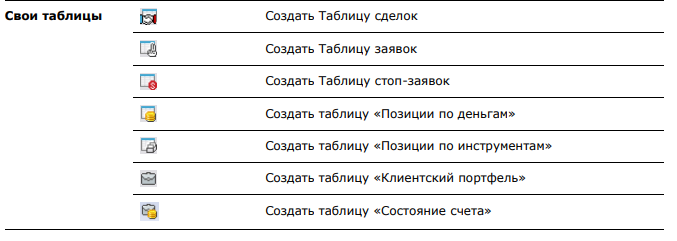 Свои таблицы
Создать Таблицу сделок
Создать Таблицу заявок
Создать Таблицу стоп-заявок
Создать таблицу «Позиции по деньгам»
Создать таблицу «Позиции по инструментам»
Создать таблицу «Клиентский портфель»
Создать таблицу «Состояние счета»